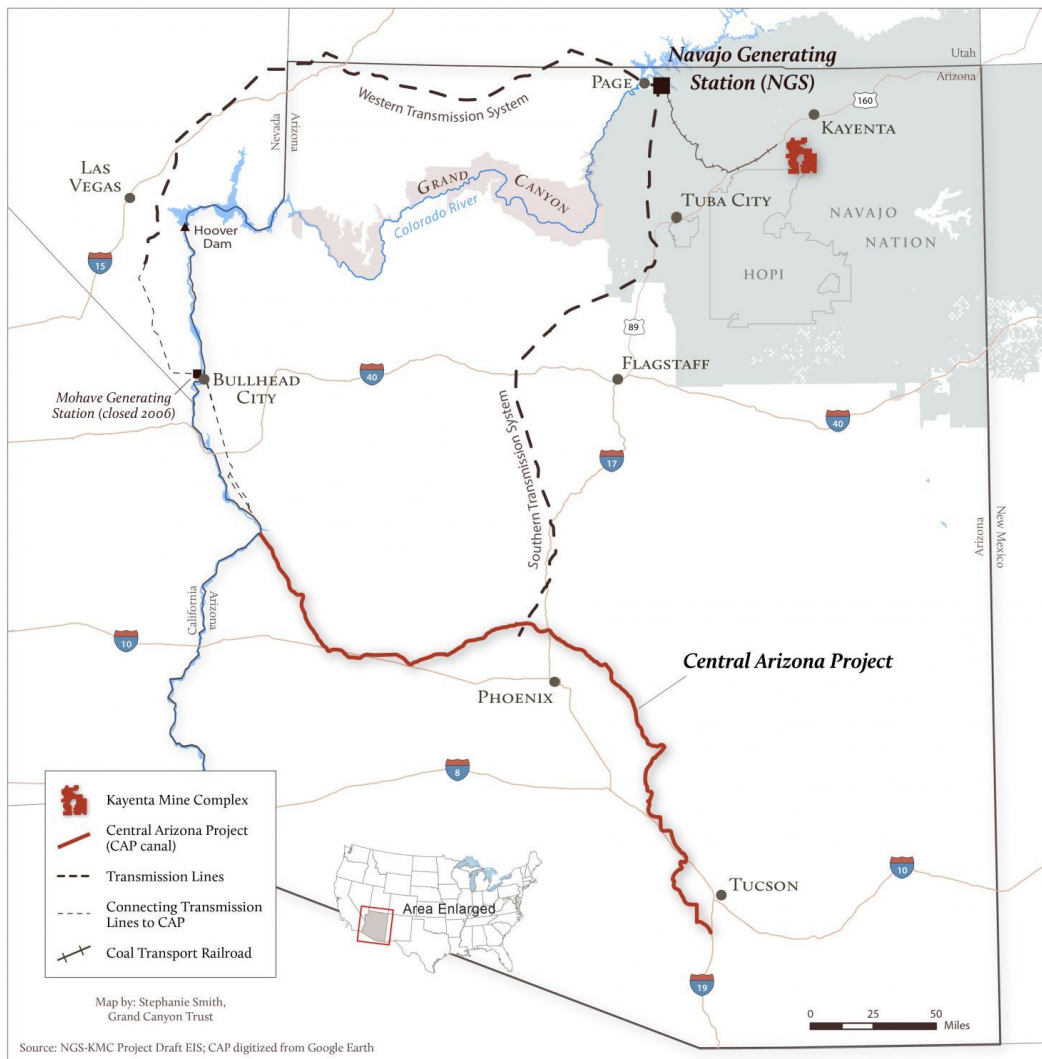 Utah
Arizona
Navajo Generating
Station (NGS)
PAGE
Western Transmission System
160
KAYENTA
Nevada
Arizona
LAS
VEGAS
GRAND
CANYON
Colorado River
TUBA CITY
NAVAJO
NATION
Hoover
Dam
15
HOPI
89
FLAGSTAFF
40
BULLHEAD
CITY
Mohave Generating
Station (closed 2006)
40
17
Southern Transmission System
Arizona
New Mexico
California
Arizona
10
Central Arizona Project
PHOENIX
8
Kayenta Mine Complex
Central Arizona Project
(CAP canal)
Transmission Lines
Connecting Transmission
Lines to CAP
Coal Transport Railroad
Area Enlarged
10
TUCSON
19
Map by: Stephanie Smith,
Grand Canyon Trust
0 25 50
Miles
Source: NGS-KMC Project Draft EIS; CAP digitized from Google Earth